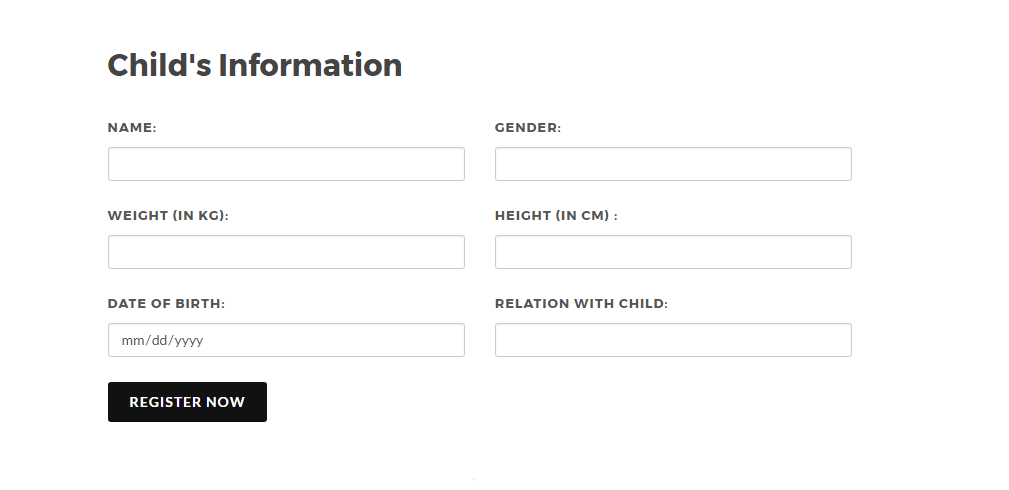 Child's Information
NAME:
GENDER:
WEIGHT (IN KG):
HEIGHT (IN CM) :
DATE OF BIRTH:
RELATION WITH CHILD:
mm/dd/yyyy
REGISTER NOW